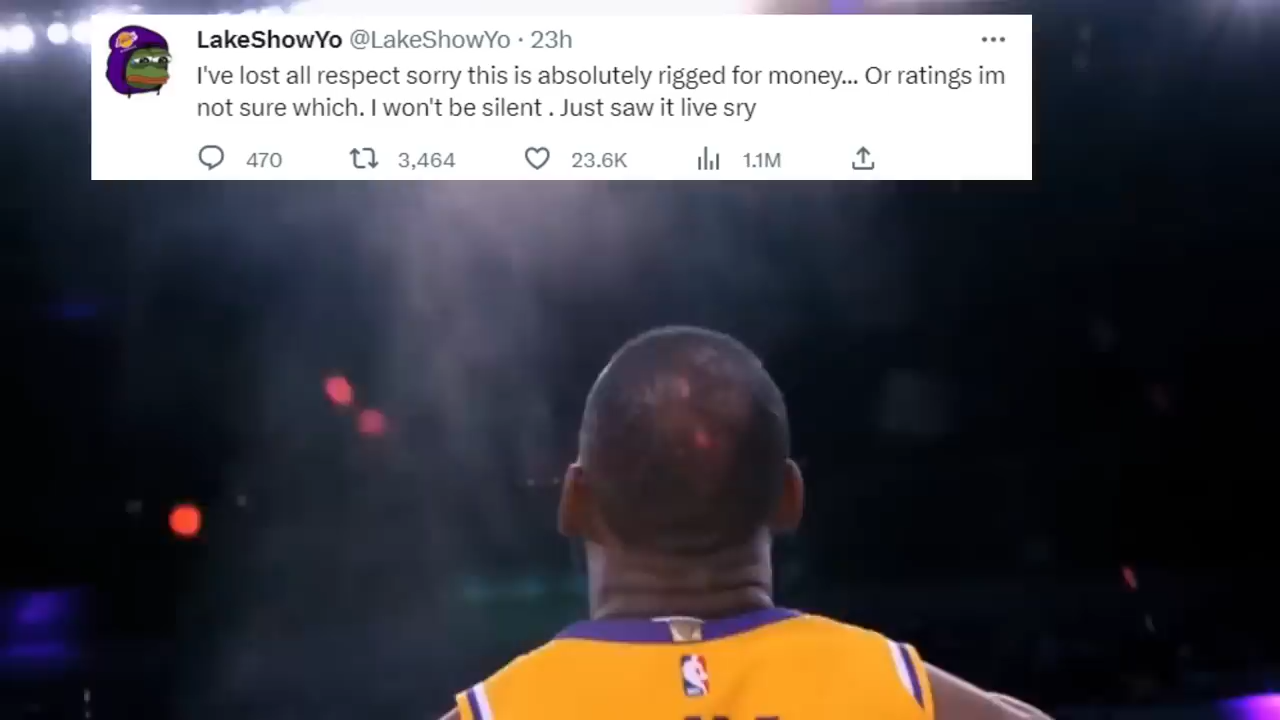 LakeShowYo @LakeShowYo · 23h
I've lost all respect sorry this is absolutely rigged for money... Or ratings im
not sure which. I won't be silent . Just saw it live sry
470 3,464 23.6K 1.1M